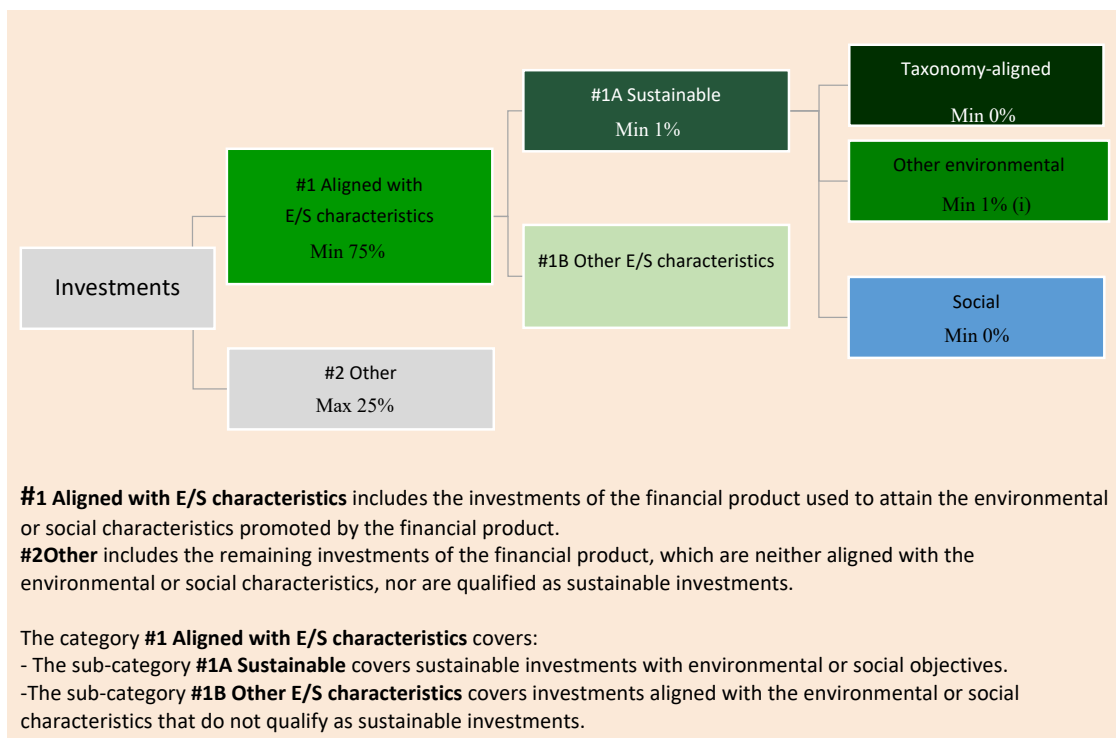 Investments
#1 Aligned with
E/S characteristics
Min 75%
#2 Other
Max 25%
#1A Sustainable
Min 1%
#1B Other E/S characteristics
Taxonomy-aligned
Min 0%
Other environmental
Min 1% (i)
Social
Min 0%
#1 Aligned with E/S characteristics includes the investments of the financial product used to attain the environmental
or social characteristics promoted by the financial product.
#2Other includes the remaining investments of the financial product, which are neither aligned with the
environmental or social characteristics, nor are qualified as sustainable investments.
The category #1 Aligned with E/S characteristics covers:
- The sub-category #1A Sustainable covers sustainable investments with environmental or social objectives.
-The sub-category #1B Other E/S characteristics covers investments aligned with the environmental or social
characteristics that do not qualify as sustainable investments.